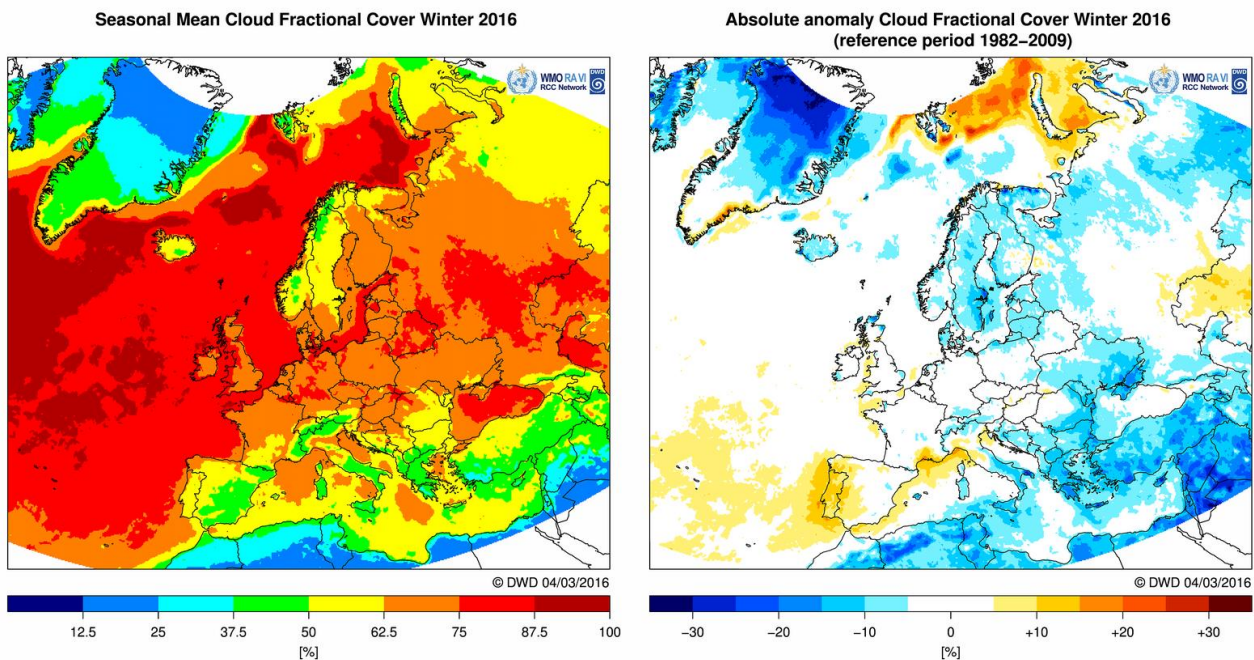 Seasonal Mean Cloud Fractional Cover Winter 2016
WMO RA VI
RCC Network
DWD
© DWD 04/03/2016
12.5 25 37.5 50 62.5 75 87.5 100
[%]
Absolute anomaly Cloud Fractional Cover Winter 2016
(reference period 1982−2009)
WMO RA VI
RCC Network
DWD
© DWD 04/03/2016
−30 −20 −10 0 +10 +20 +30
[%]